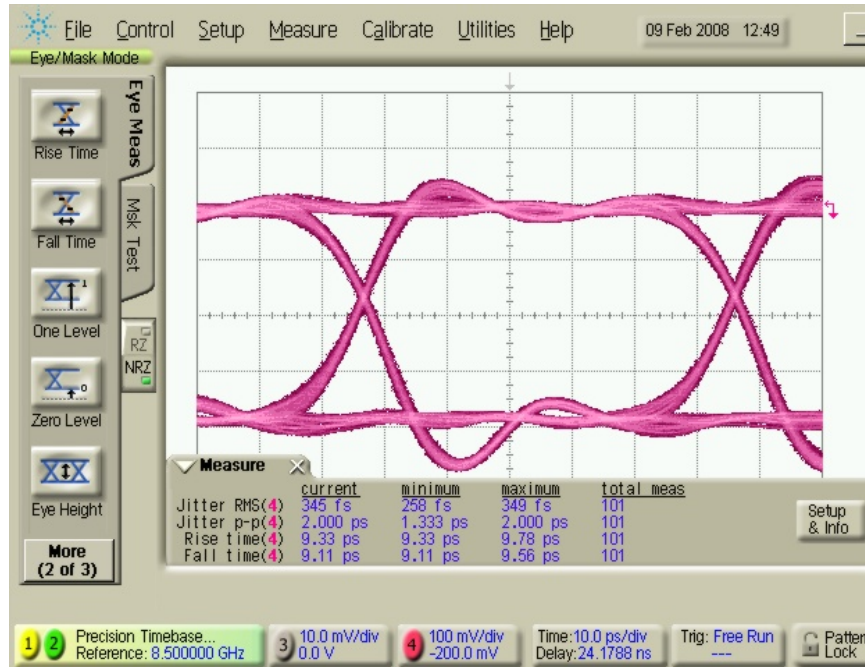 File Control Setup Measure Calibrate Utilities Help 09 Feb 2008 12:49
Eye/Mask Mode
Eye Meas
Msk Test
Rise Time
Fall Time
One Level
Zero Level
Eye Height
More
(2 of 3)
RZ
NRZ
Measure
current minimum maximum total meas
Jitter RMS(4) 345 fs 258 fs 349 fs 101
Jitter p-p(4) 2.000 ps 1.333 ps 2.000 ps 101
Rise time(4) 9.33 ps 9.33 ps 9.78 ps 101
Fall time(4) 9.11 ps 9.11 ps 9.56 ps 101
Setup
& Info
1 2 Precision Timebase...
Reference: 8.500000 GHz
3 10.0 mV/div
0.0 V
4 100 mV/div
-200.0 mV
Time:10.0 ps/div
Delay:24.1788 ns
Trig: Free Run
---
Patter
Lock